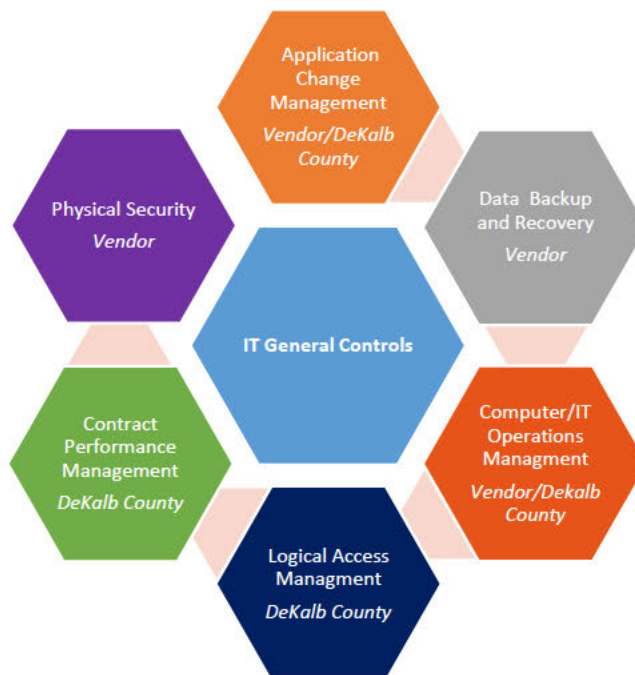 Application
Change
Management
Vendor/DeKalb
County
Physical Security
Vendor
Data Backup
and Recovery
Vendor
IT General Controls
Contract
Performance
Management
DeKalb County
Computer/IT
Operations
Managment
Vendor/Dekalb
County
Logical Access
Managment
DeKalb County